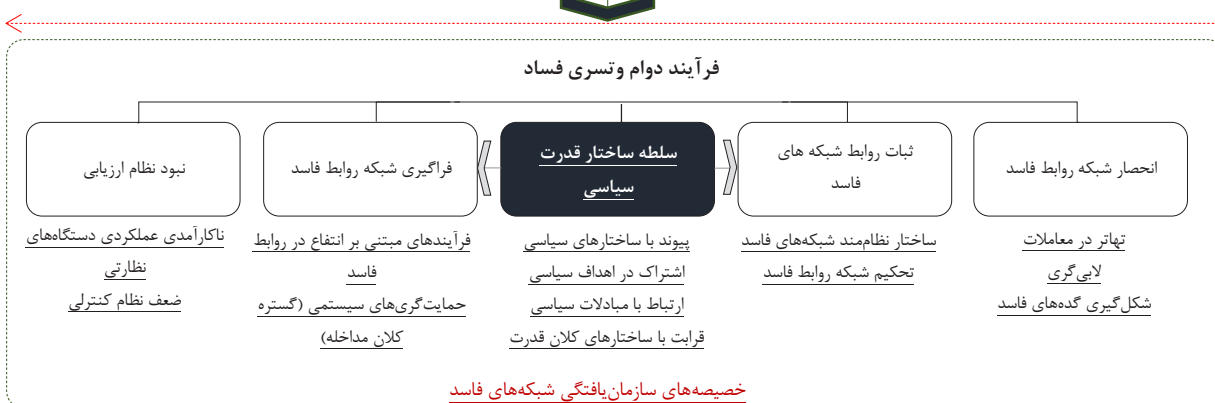 فرآیند دوام وتسری فساد
انحصار شبکه روابط فاسد
تهاتر در معاملات
لابی‌گری
شکل‌گیری گده‌های فاسد
ثبات روابط شبکه های
فاسد
ساختار نظام‌مند شبکه‌های فاسد
تحکیم شبکه روابط فاسد
سلطه ساختار قدرت
سیاسی
پیوند با ساختارهای سیاسی
اشتراک در اهداف سیاسی
ارتباط با مبادلات سیاسی
قرابت با ساختارهای کلان قدرت
فراگیری شبکه روابط فاسد
فرآیندهای مبتنی بر انتفاع در روابط
فاسد
حمایت‌گری‌های سیستمی (گستره
کلان مداخله)
نبود نظام ارزیابی
ناکارآمدی عملکردی دستگاه‌های
نظارتی
ضعف نظام کنترلی
خصیصه‌های سازمان‌یافتگی شبکه‌های فاسد